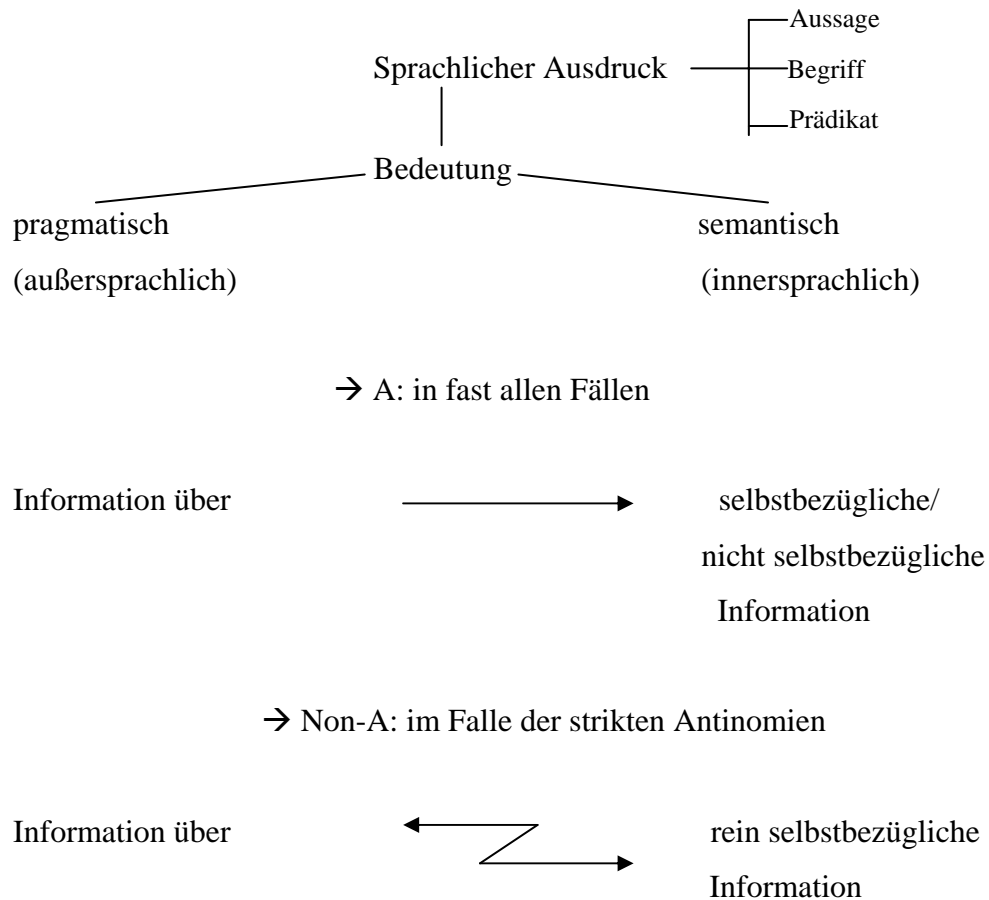 Aussage
Sprachlicher Ausdruck
Begriff
Prädikat
Bedeutung
pragmatisch
semantisch
(außersprachlich)
(innersprachlich)
→ A: in fast allen Fällen
Information über
selbstbezügliche/
nicht selbstbezügliche
Information
→ Non-A: im Falle der strikten Antinomien
Information über
rein selbstbezügliche
Information